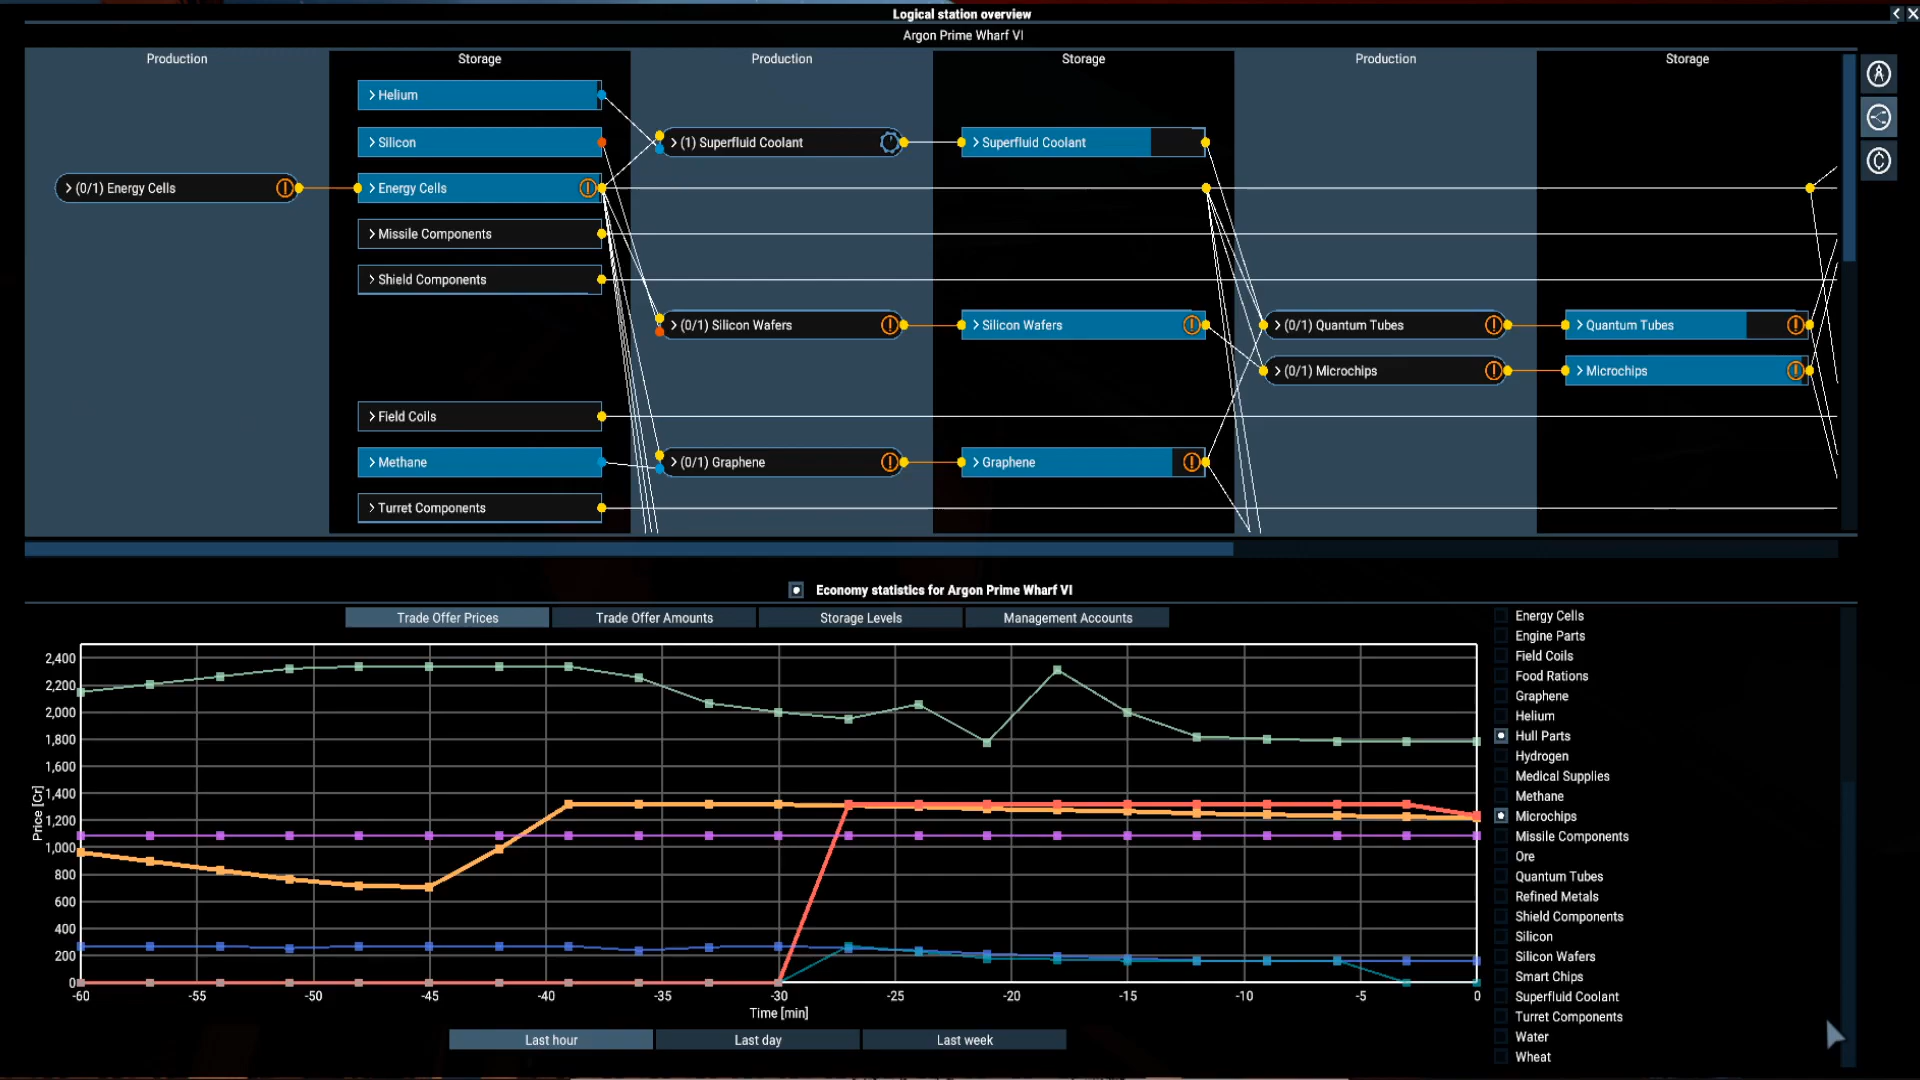 Logical station overview
Argon Prime Wharf VI
Production
Storage
Production
Storage
Production
Storage
Helium
Silicon
(1) Superfluid Coolant
Superfluid Coolant
(0/1) Energy Cells
Energy Cells
Missile Components
Shield Components
(0/1) Silicon Wafers
Silicon Wafers
(0/1) Quantum Tubes
Quantum Tubes
(0/1) Microchips
Microchips
Field Coils
Methane
(0/1) Graphene
Graphene
Turret Components
Economy statistics for Argon Prime Wharf VI
Trade Offer Prices
Trade Offer Amounts
Storage Levels
Management Accounts
2,400
2,200
2,000
1,800
1,600
1,400
1,200
1,000
800
600
400
200
0
Price [Cr]
-60
-55
-50
-45
-40
-35
-30
-25
-20
-15
-10
-5
0
Time [min]
Last hour
Last day
Last week
Energy Cells
Engine Parts
Field Coils
Food Rations
Graphene
Helium
Hull Parts
Hydrogen
Medical Supplies
Methane
Microchips
Missile Components
Ore
Quantum Tubes
Refined Metals
Shield Components
Silicon
Silicon Wafers
Smart Chips
Superfluid Coolant
Turret Components
Water
Wheat